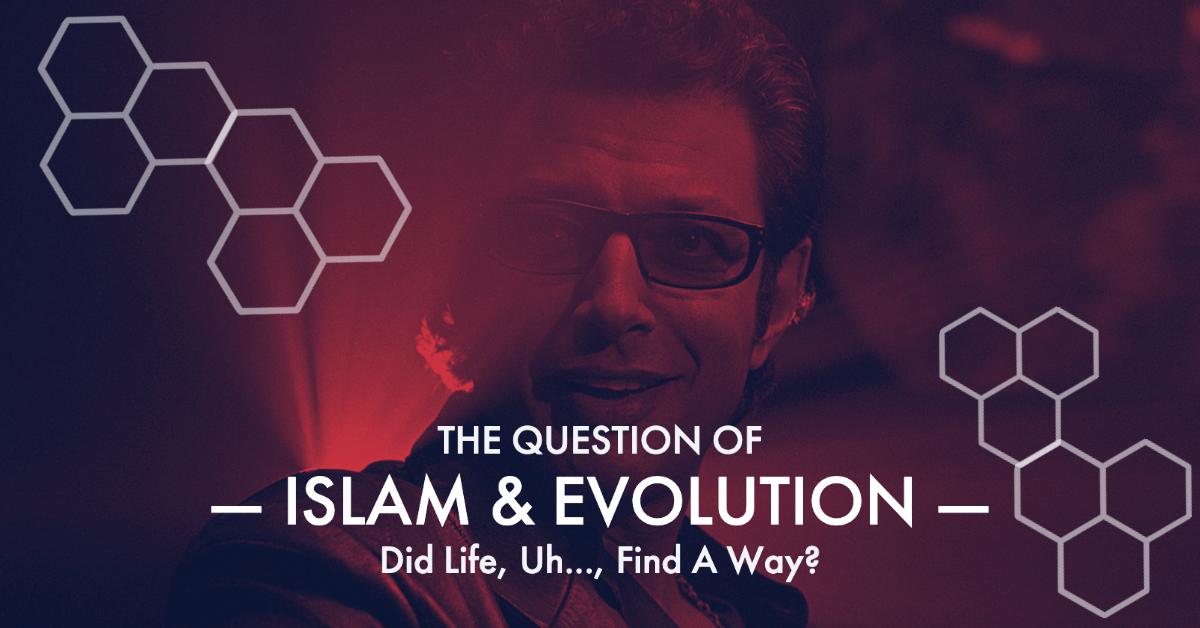 THE QUESTION OF
— ISLAM & EVOLUTION —
Did Life, Uh..., Find A Way?